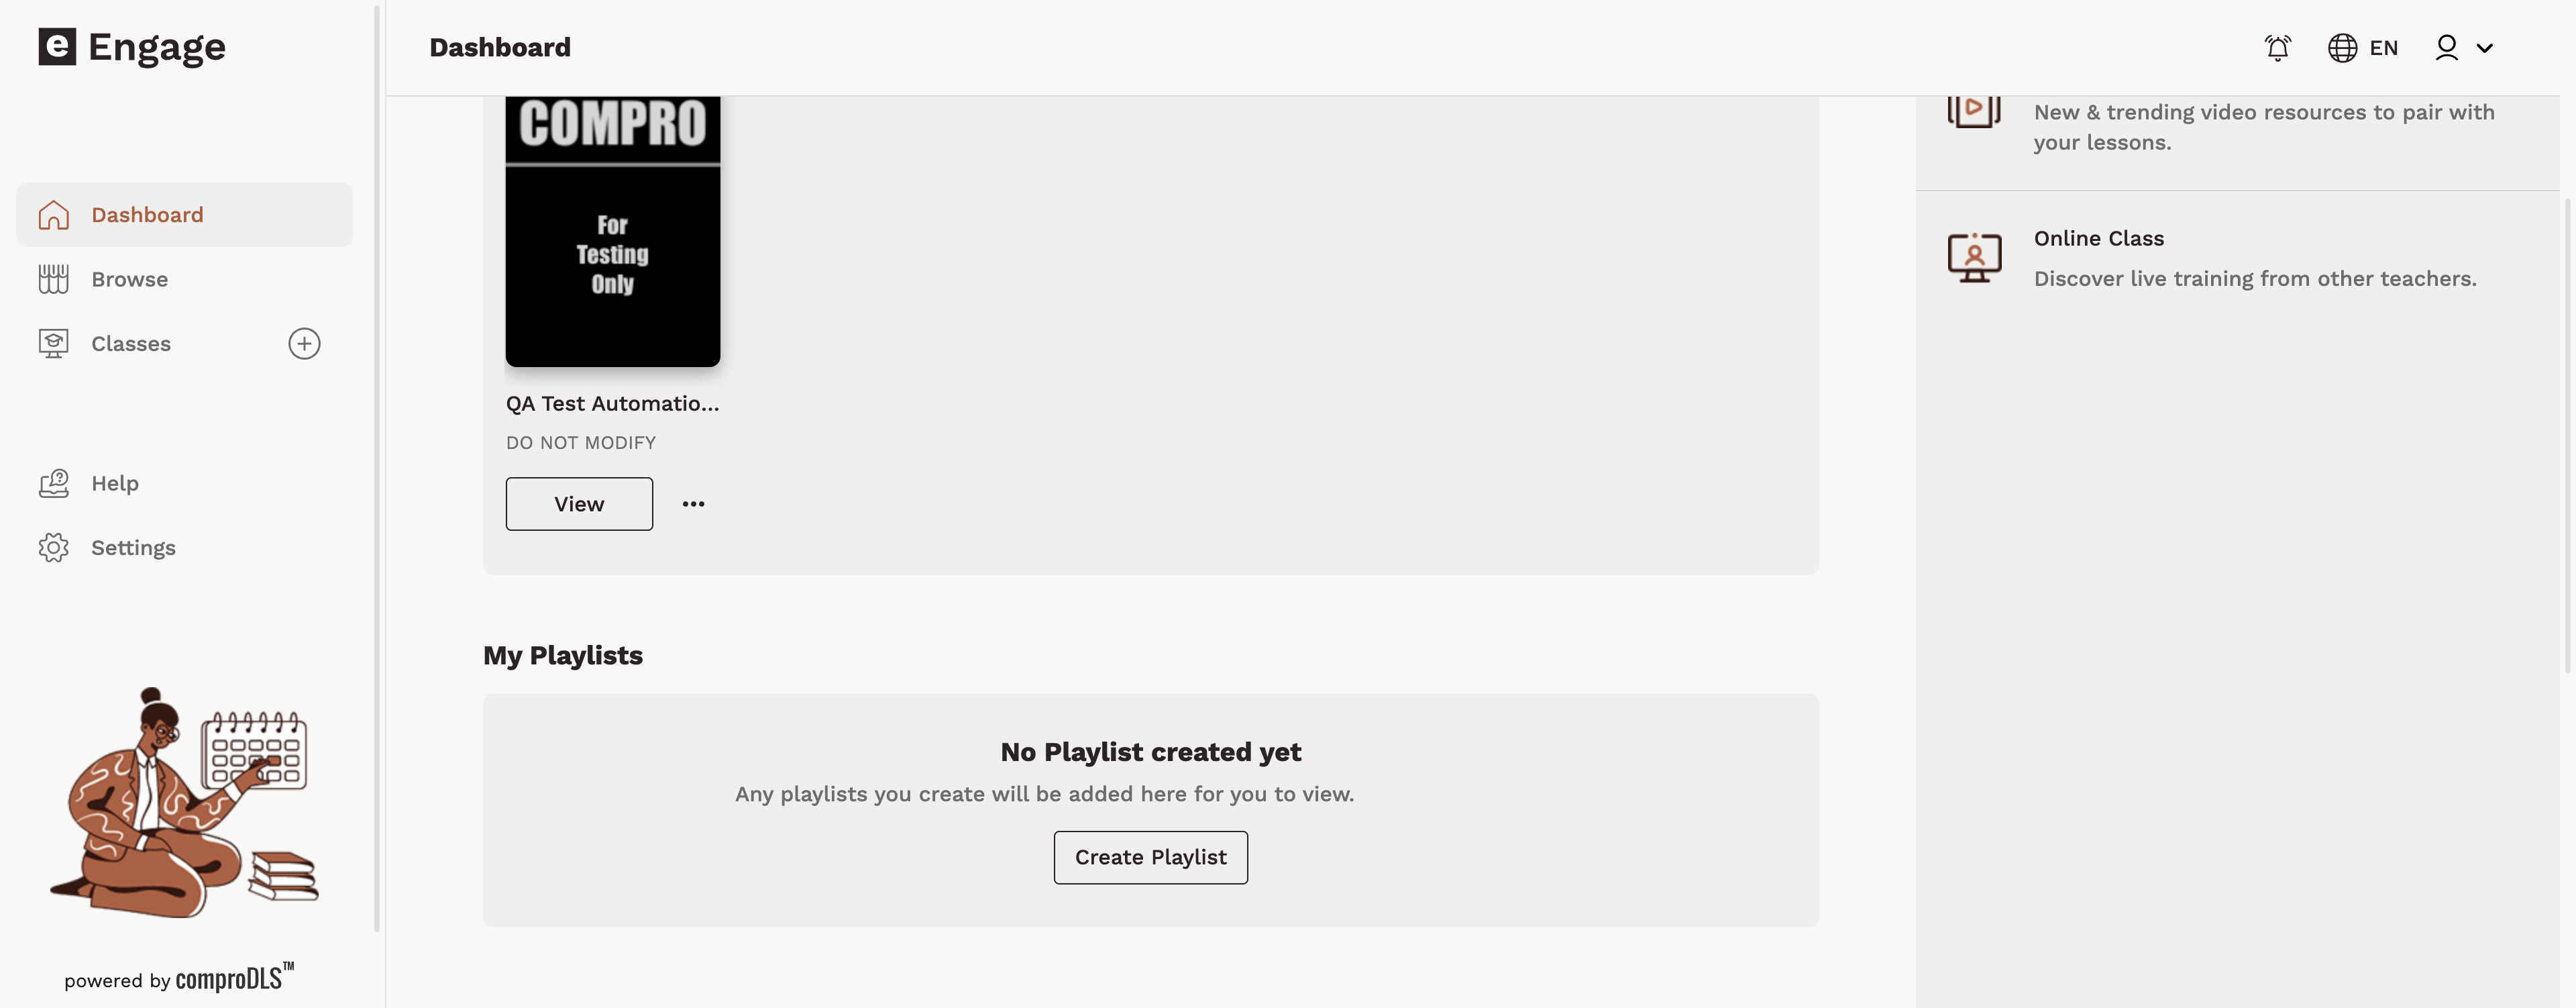 e Engage
Dashboard
EN
Dashboard
Browse
Classes
Help
Settings
powered by comproDLS™
COMPRO
For
Testing
Only
QA Test Automatio...
DO NOT MODIFY
View
My Playlists
No Playlist created yet
Any playlists you create will be added here for you to view.
Create Playlist
New & trending video resources to pair with
your lessons.
Online Class
Discover live training from other teachers.